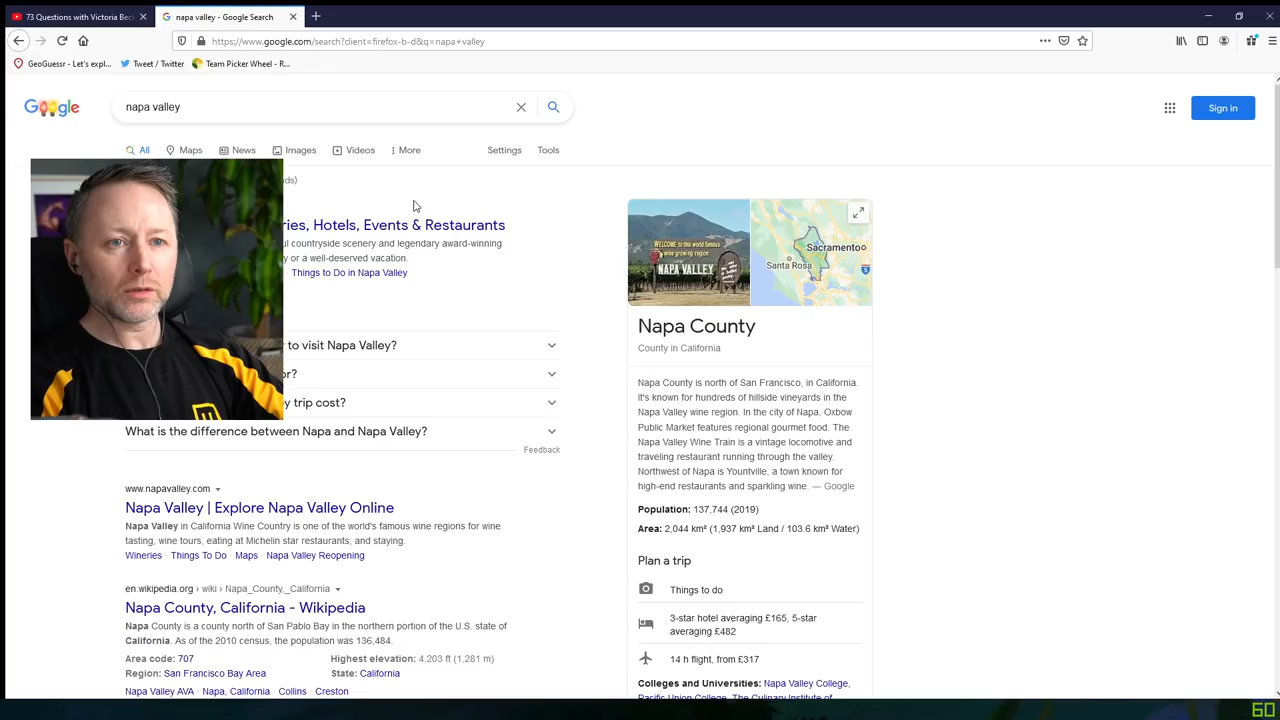 73 Questions with Victoria Bec
napa valley - Google Search
https://www.google.com/search?client=firefox-b-d&q=napa+valley
GeoGuessr - Let's expl...
Tweet / Twitter
Team Picker Wheel - R...
Google
napa valley
Sign in
All
Maps
News
Images
Videos
More
Settings
Tools
ds)
ries, Hotels, Events & Restaurants
ul countryside scenery and legendary award-winning
y or a well-deserved vacation.
Things to Do in Napa Valley
to visit Napa Valley?
or?
y trip cost?
What is the difference between Napa and Napa Valley?
Feedback
www.napavalley.com
Napa Valley | Explore Napa Valley Online
Napa Valley in California Wine Country is one of the world's famous wine regions for wine
tasting, wine tours, eating at Michelin star restaurants, and staying.
Wineries · Things To Do · Maps · Napa Valley Reopening
en.wikipedia.org › wiki › Napa_County,_California
Napa County, California - Wikipedia
Napa County is a county north of San Pablo Bay in the northern portion of the U.S. state of
California. As of the 2010 census, the population was 136,484.
Area code: 707
Highest elevation: 4,203 ft (1,281 m)
Region: San Francisco Bay Area
State: California
Napa Valley AVA · Napa, California · Collins · Creston
WELCOME to this world famous
wine growing region
NAPA VALLEY
Sacramento
Santa Rosa
5
Napa County
County in California
Napa County is north of San Francisco, in California.
It's known for hundreds of hillside vineyards in the
Napa Valley wine region. In the city of Napa, Oxbow
Public Market features regional gourmet food. The
Napa Valley Wine Train is a vintage locomotive and
traveling restaurant running through the valley.
Northwest of Napa is Yountville, a town known for
high-end restaurants and sparkling wine. — Google
Population: 137,744 (2019)
Area: 2,044 km² (1,937 km² Land / 103.6 km² Water)
Plan a trip
Things to do
3-star hotel averaging £165, 5-star
averaging £482
14 h flight, from £317
Colleges and Universities: Napa Valley College,
Pacific Union College, The Culinary Institute of
60